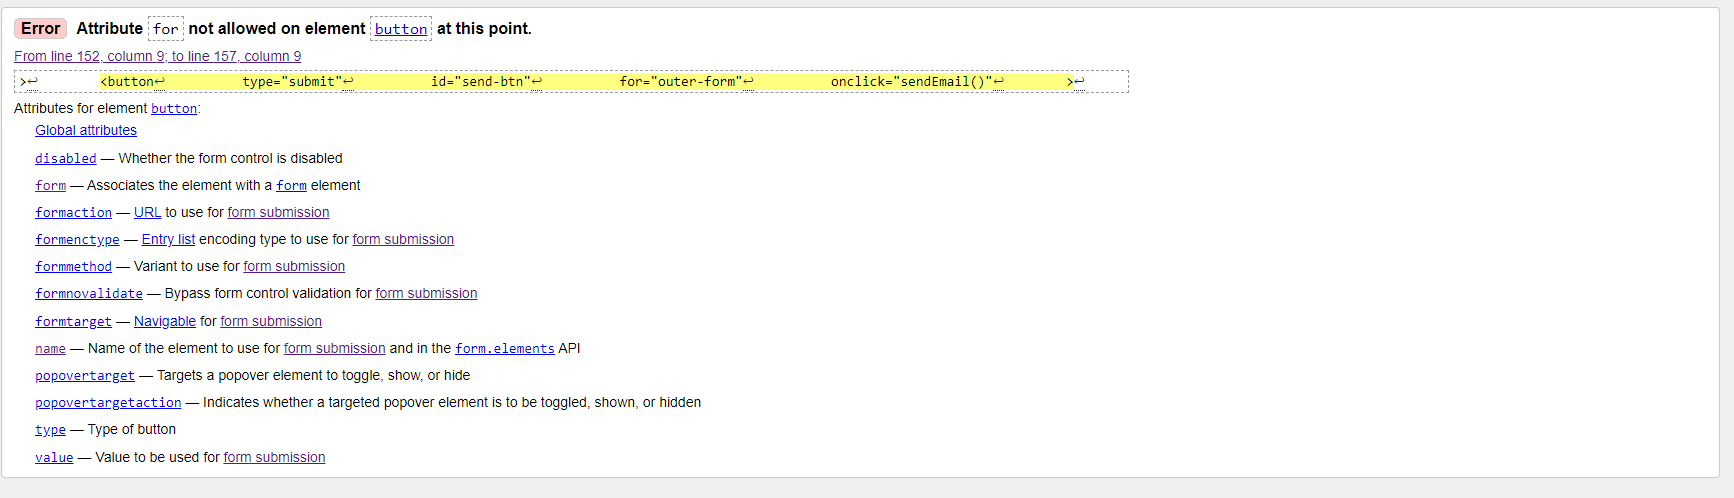 Error Attribute for not allowed on element button at this point.
From line 152, column 9; to line 157, column 9
>↩ <button↩ type="submit"↩ id="send-btn"↩ for="outer-form"↩ onclick="sendEmail()"↩ >↩
Attributes for element button:
Global attributes
disabled — Whether the form control is disabled
form — Associates the element with a form element
formaction — URL to use for form submission
formenctype — Entry list encoding type to use for form submission
formmethod — Variant to use for form submission
formnovalidate — Bypass form control validation for form submission
formtarget — Navigable for form submission
name — Name of the element to use for form submission and in the form.elements API
popovertarget — Targets a popover element to toggle, show, or hide
popovertargetaction — Indicates whether a targeted popover element is to be toggled, shown, or hidden
type — Type of button
value — Value to be used for form submission